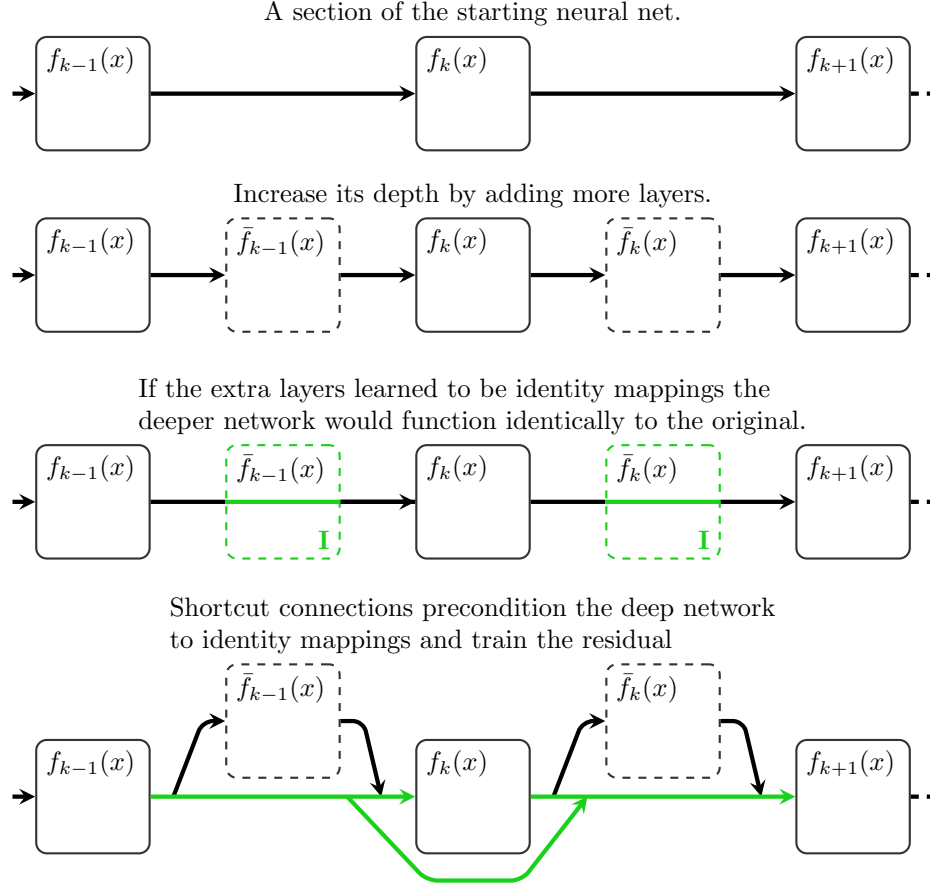 A section of the starting neural net.
f_{k−1}(x) f_k(x) f_{k+1}(x)
Increase its depth by adding more layers.
f_{k−1}(x) f̄_{k−1}(x) f_k(x) f̄_k(x) f_{k+1}(x)
If the extra layers learned to be identity mappings the
deeper network would function identically to the original.
f_{k−1}(x) f̄_{k−1}(x) f_k(x) f̄_k(x) f_{k+1}(x)
I I
Shortcut connections precondition the deep network
to identity mappings and train the residual
f̄_{k−1}(x) f̄_k(x)
f_{k−1}(x) f_k(x) f_{k+1}(x)